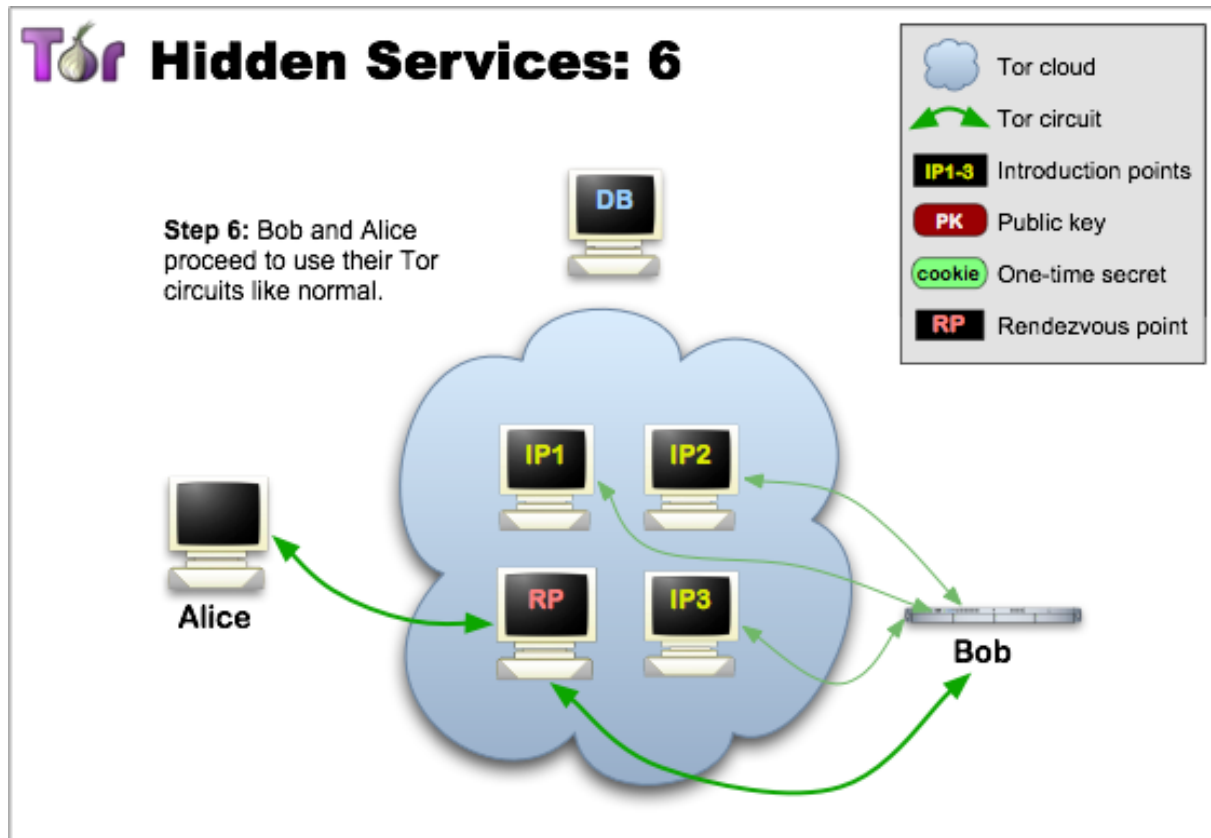 Tor Hidden Services: 6
Tor cloud
Tor circuit
IP1-3 Introduction points
PK Public key
cookie One-time secret
RP Rendezvous point
DB
Step 6: Bob and Alice
proceed to use their Tor
circuits like normal.
IP1 IP2
RP IP3
Alice
Bob